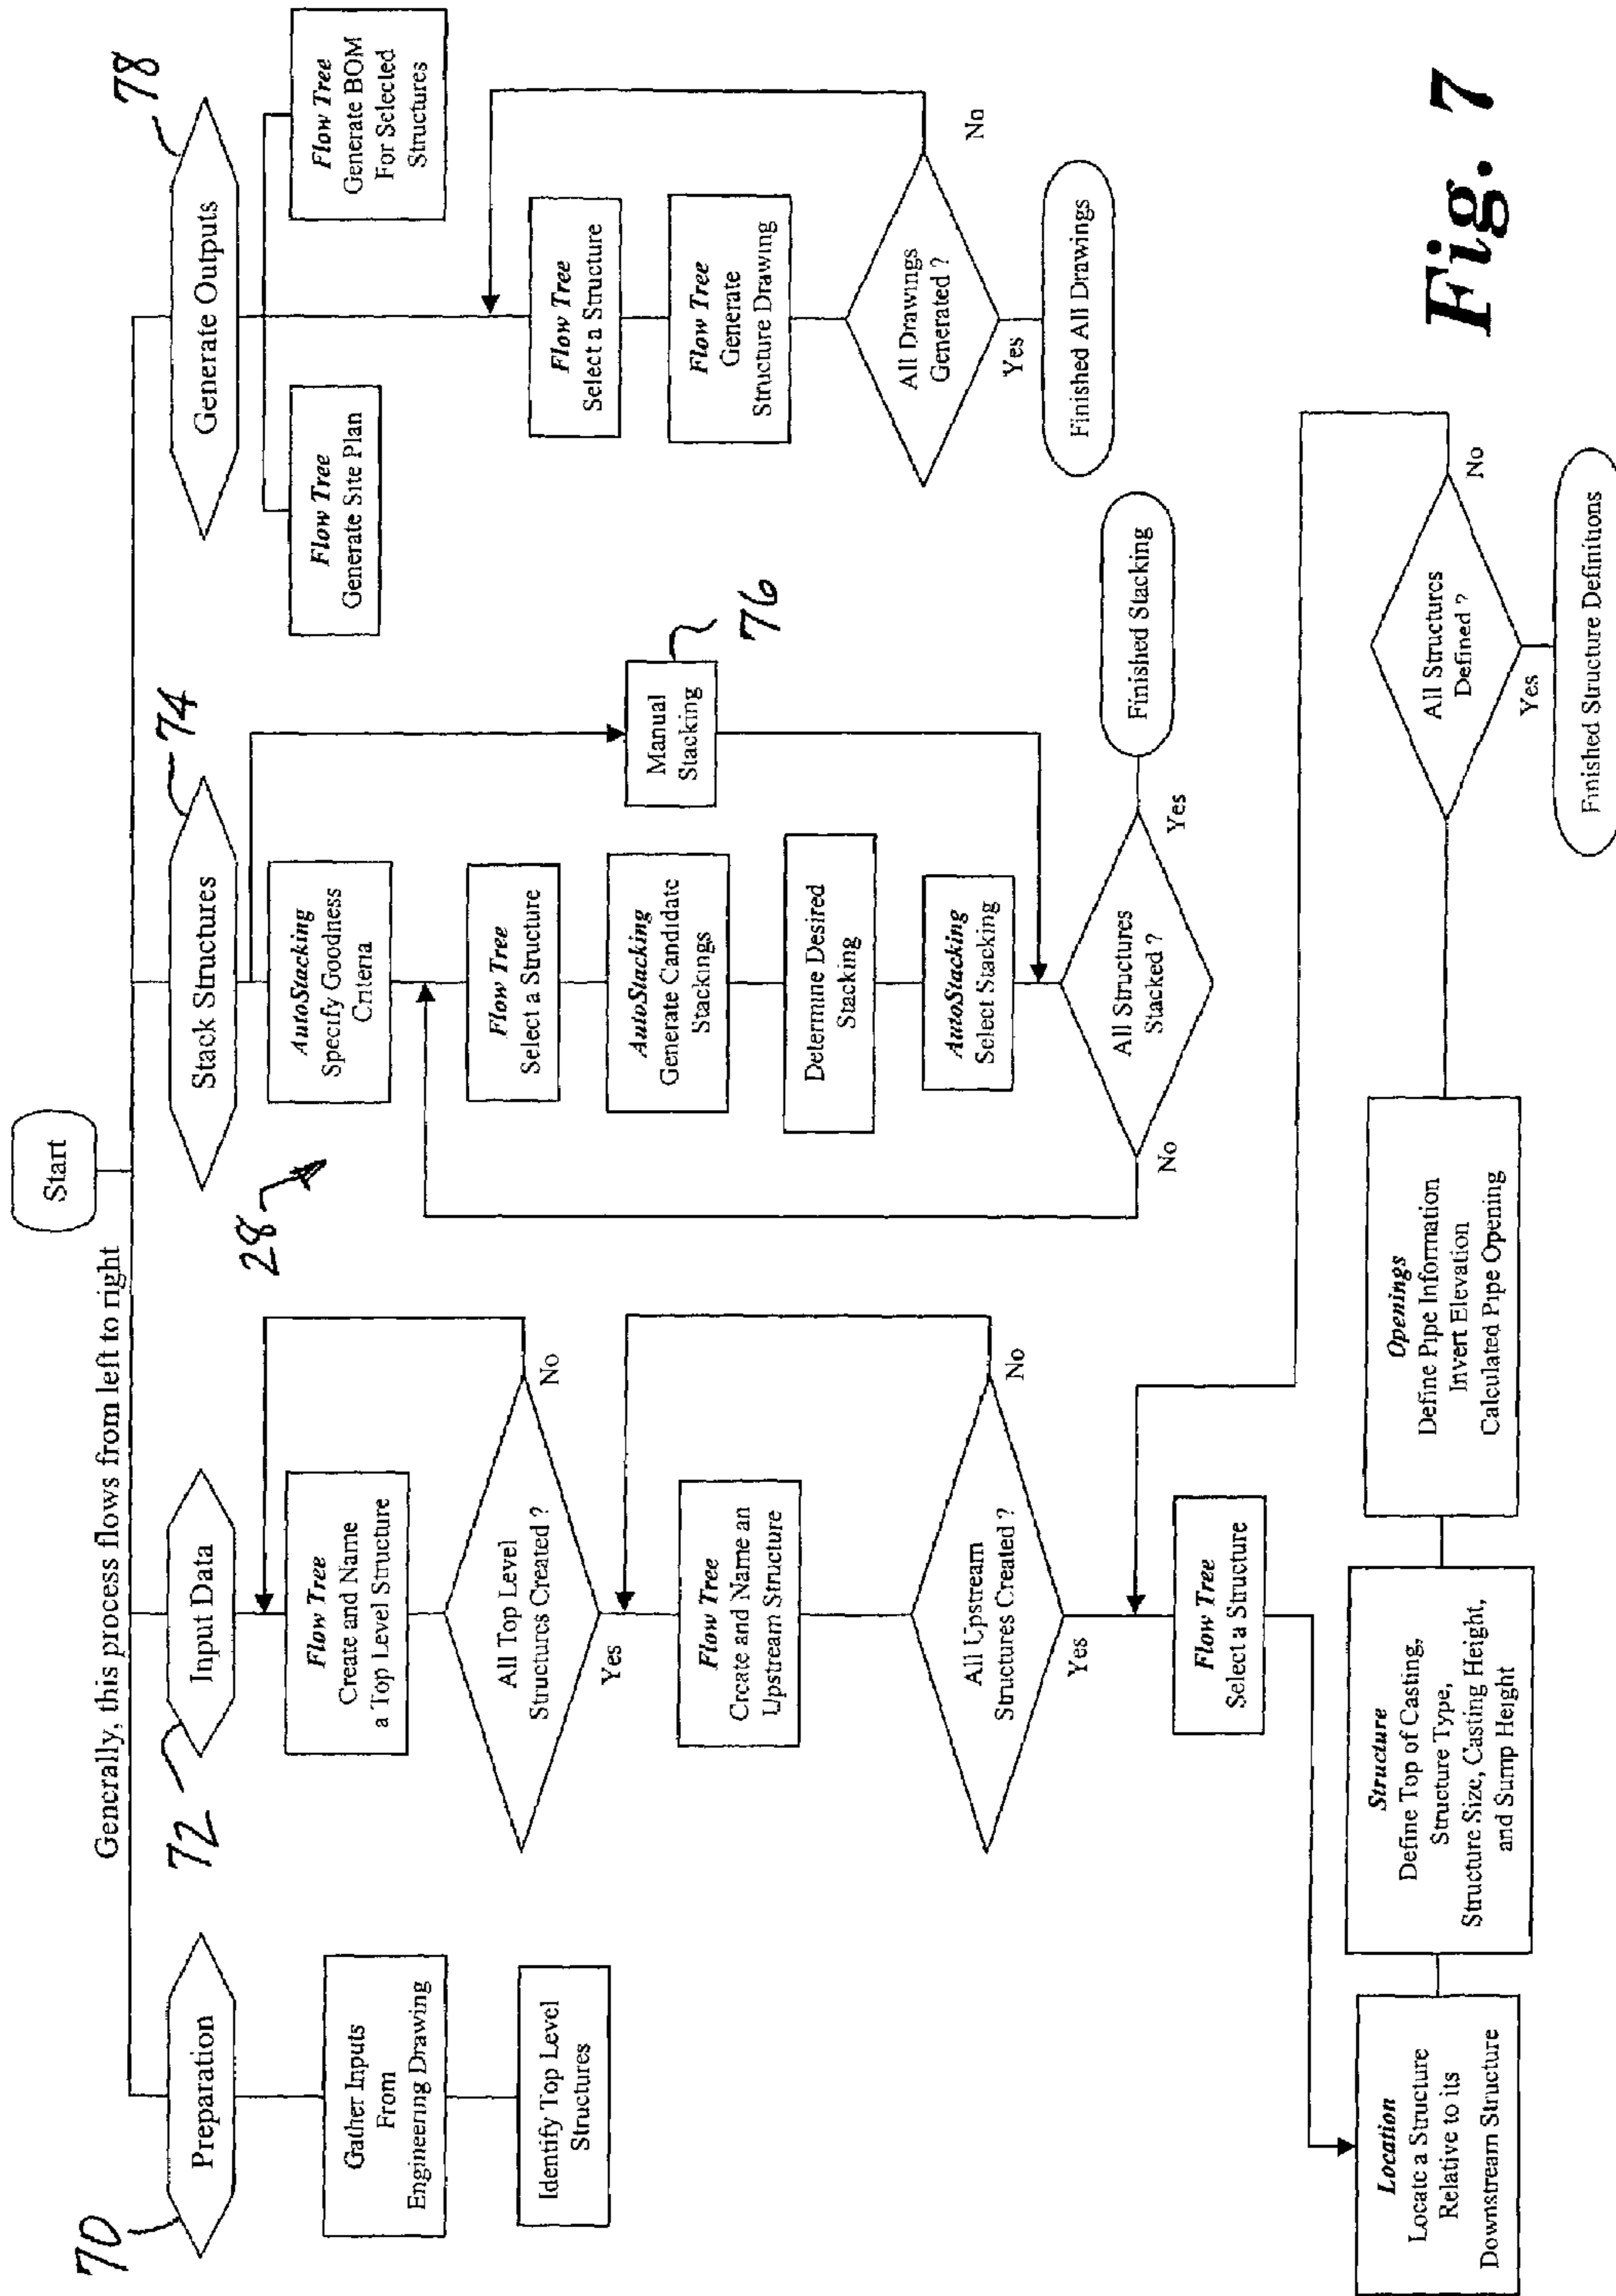 Start
Generally, this process flows from left to right
70
Preparation
Gather Inputs
From
Engineering Drawing
Identify Top Level
Structures
72
Input Data
Flow Tree
Create and Name
a Top Level Structure
All Top Level
Structures Created ?
No
Yes
Flow Tree
Create and Name an
Upstream Structure
All Upstream
Structures Created ?
No
Yes
Flow Tree
Select a Structure
Location
Locate a Structure
Relative to its
Downstream Structure
Structure
Define Top of Casting,
Structure Type,
Structure Size, Casting Height,
and Sump Height
Openings
Define Pipe Information
Invert Elevation
Calculated Pipe Opening
All Structures
Defined ?
No
Yes
Finished Structure Definitions
28
74
Stack Structures
AutoStacking
Specify Goodness
Criteria
Flow Tree
Select a Structure
AutoStacking
Generate Candidate
Stackings
Determine Desired
Stacking
AutoStacking
Select Stacking
All Structures
Stacked ?
No
Yes
Finished Stacking
Manual
Stacking
76
78
Generate Outputs
Flow Tree
Generate Site Plan
Flow Tree
Generate BOM
For Selected
Structures
Flow Tree
Select a Structure
Flow Tree
Generate
Structure Drawing
All Drawings
Generated ?
No
Yes
Finished All Drawings
Fig. 7